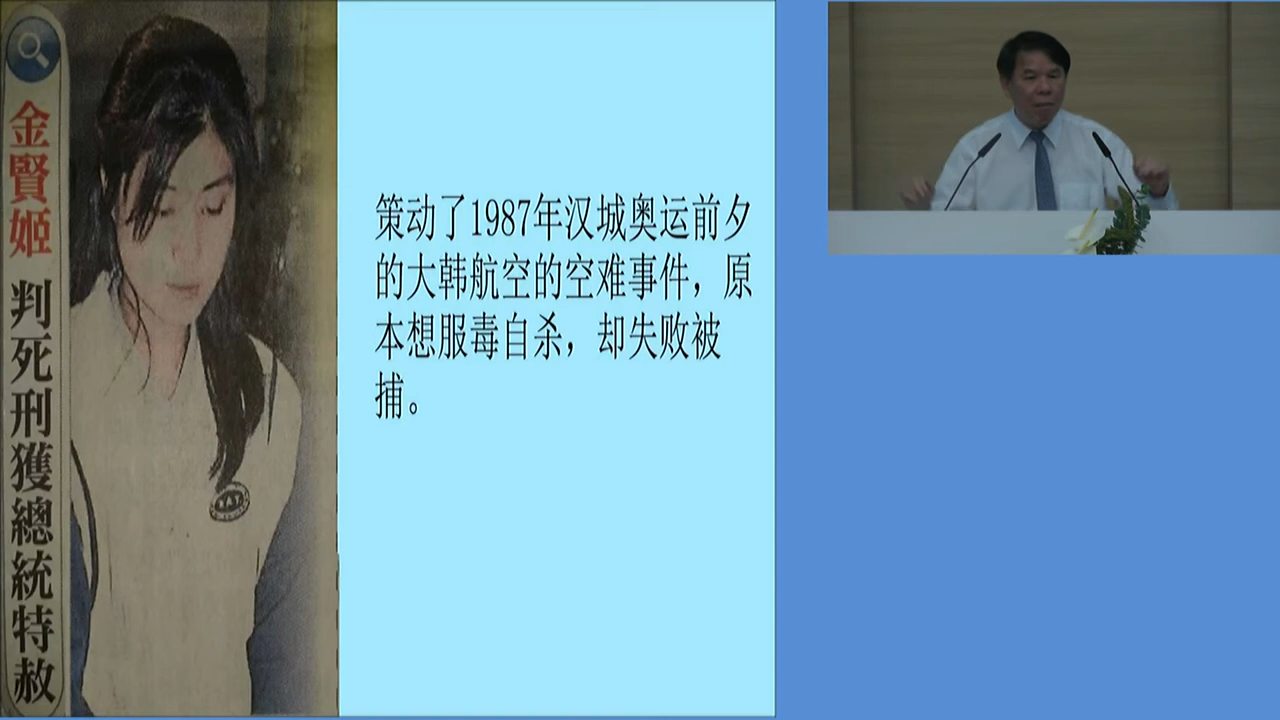 金賢姬 判死刑獲總統特赦
策动了1987年汉城奥运前夕
的大韩航空的空难事件，原
本想服毒自杀，却失败被
捕。